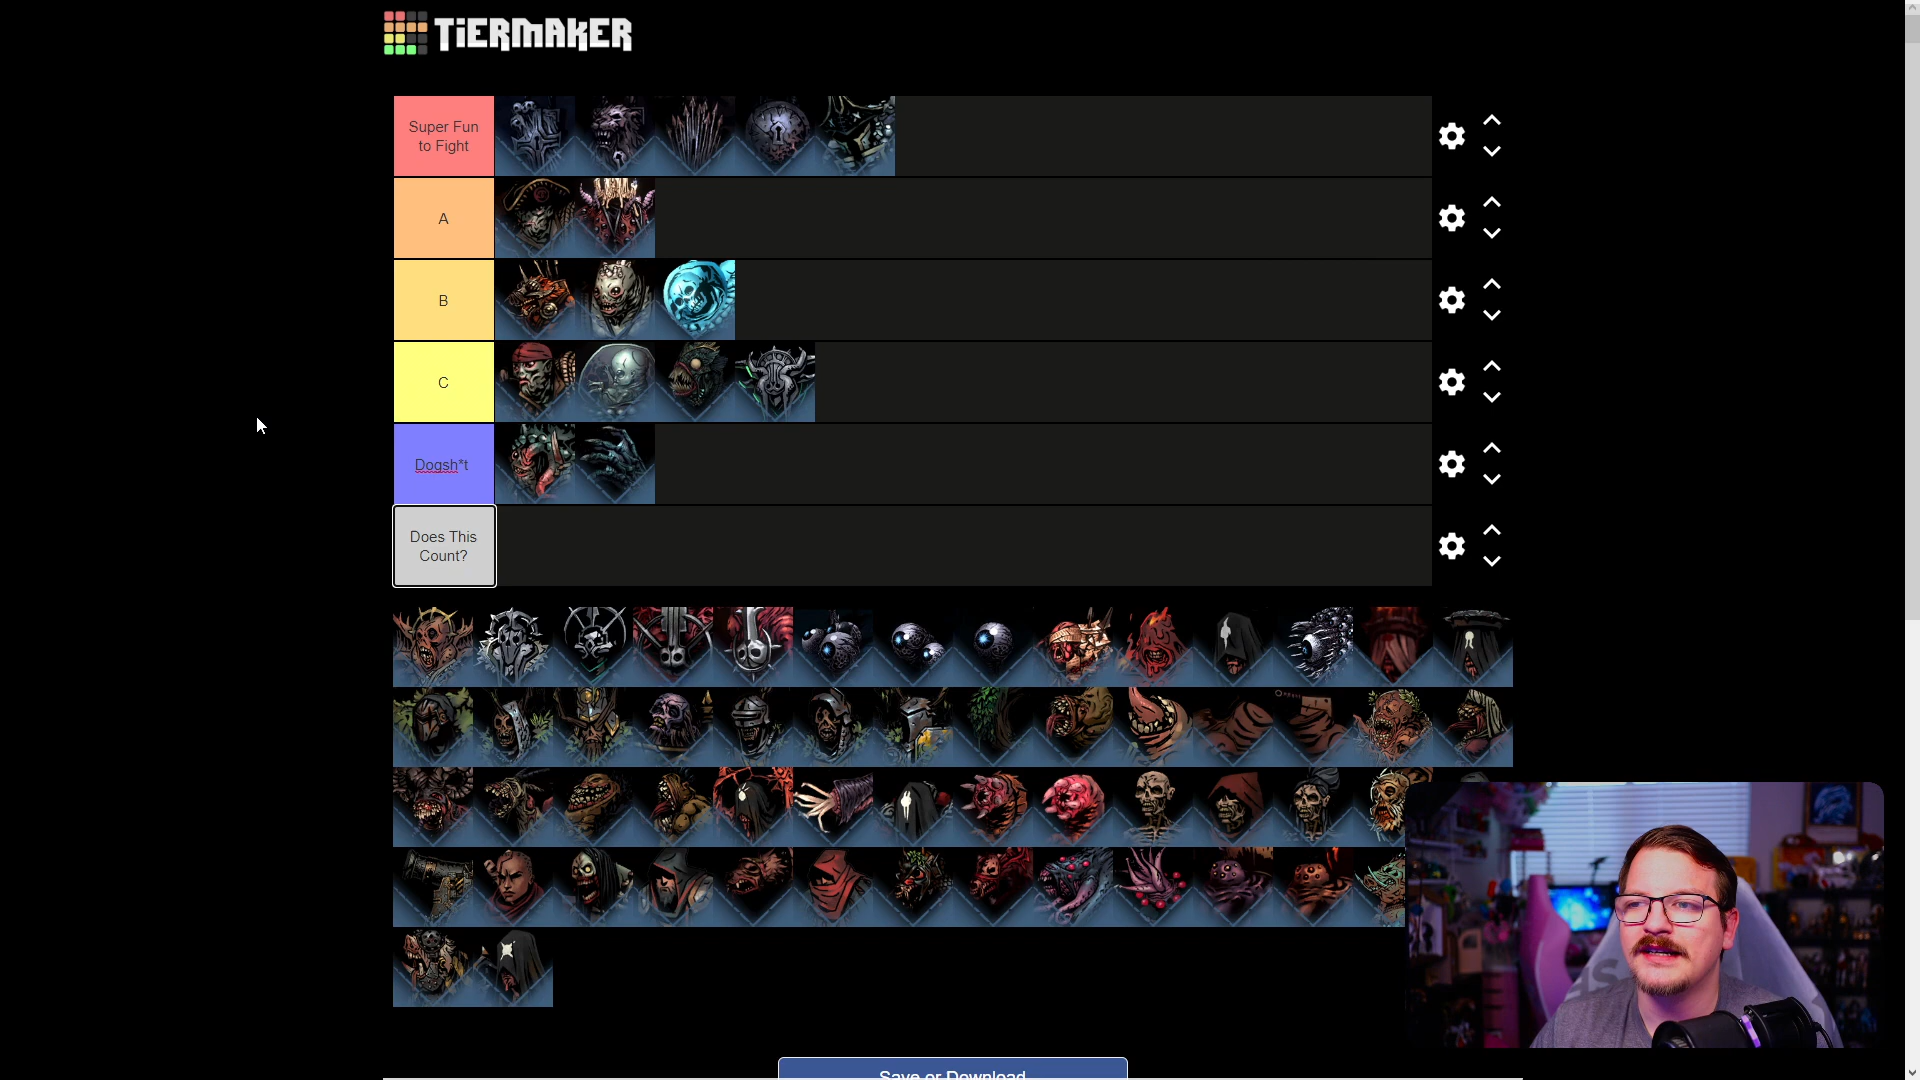 TiERMAKER
Super Fun
to Fight
A
B
C
Dogsh*t
Does This
Count?
Save or Download